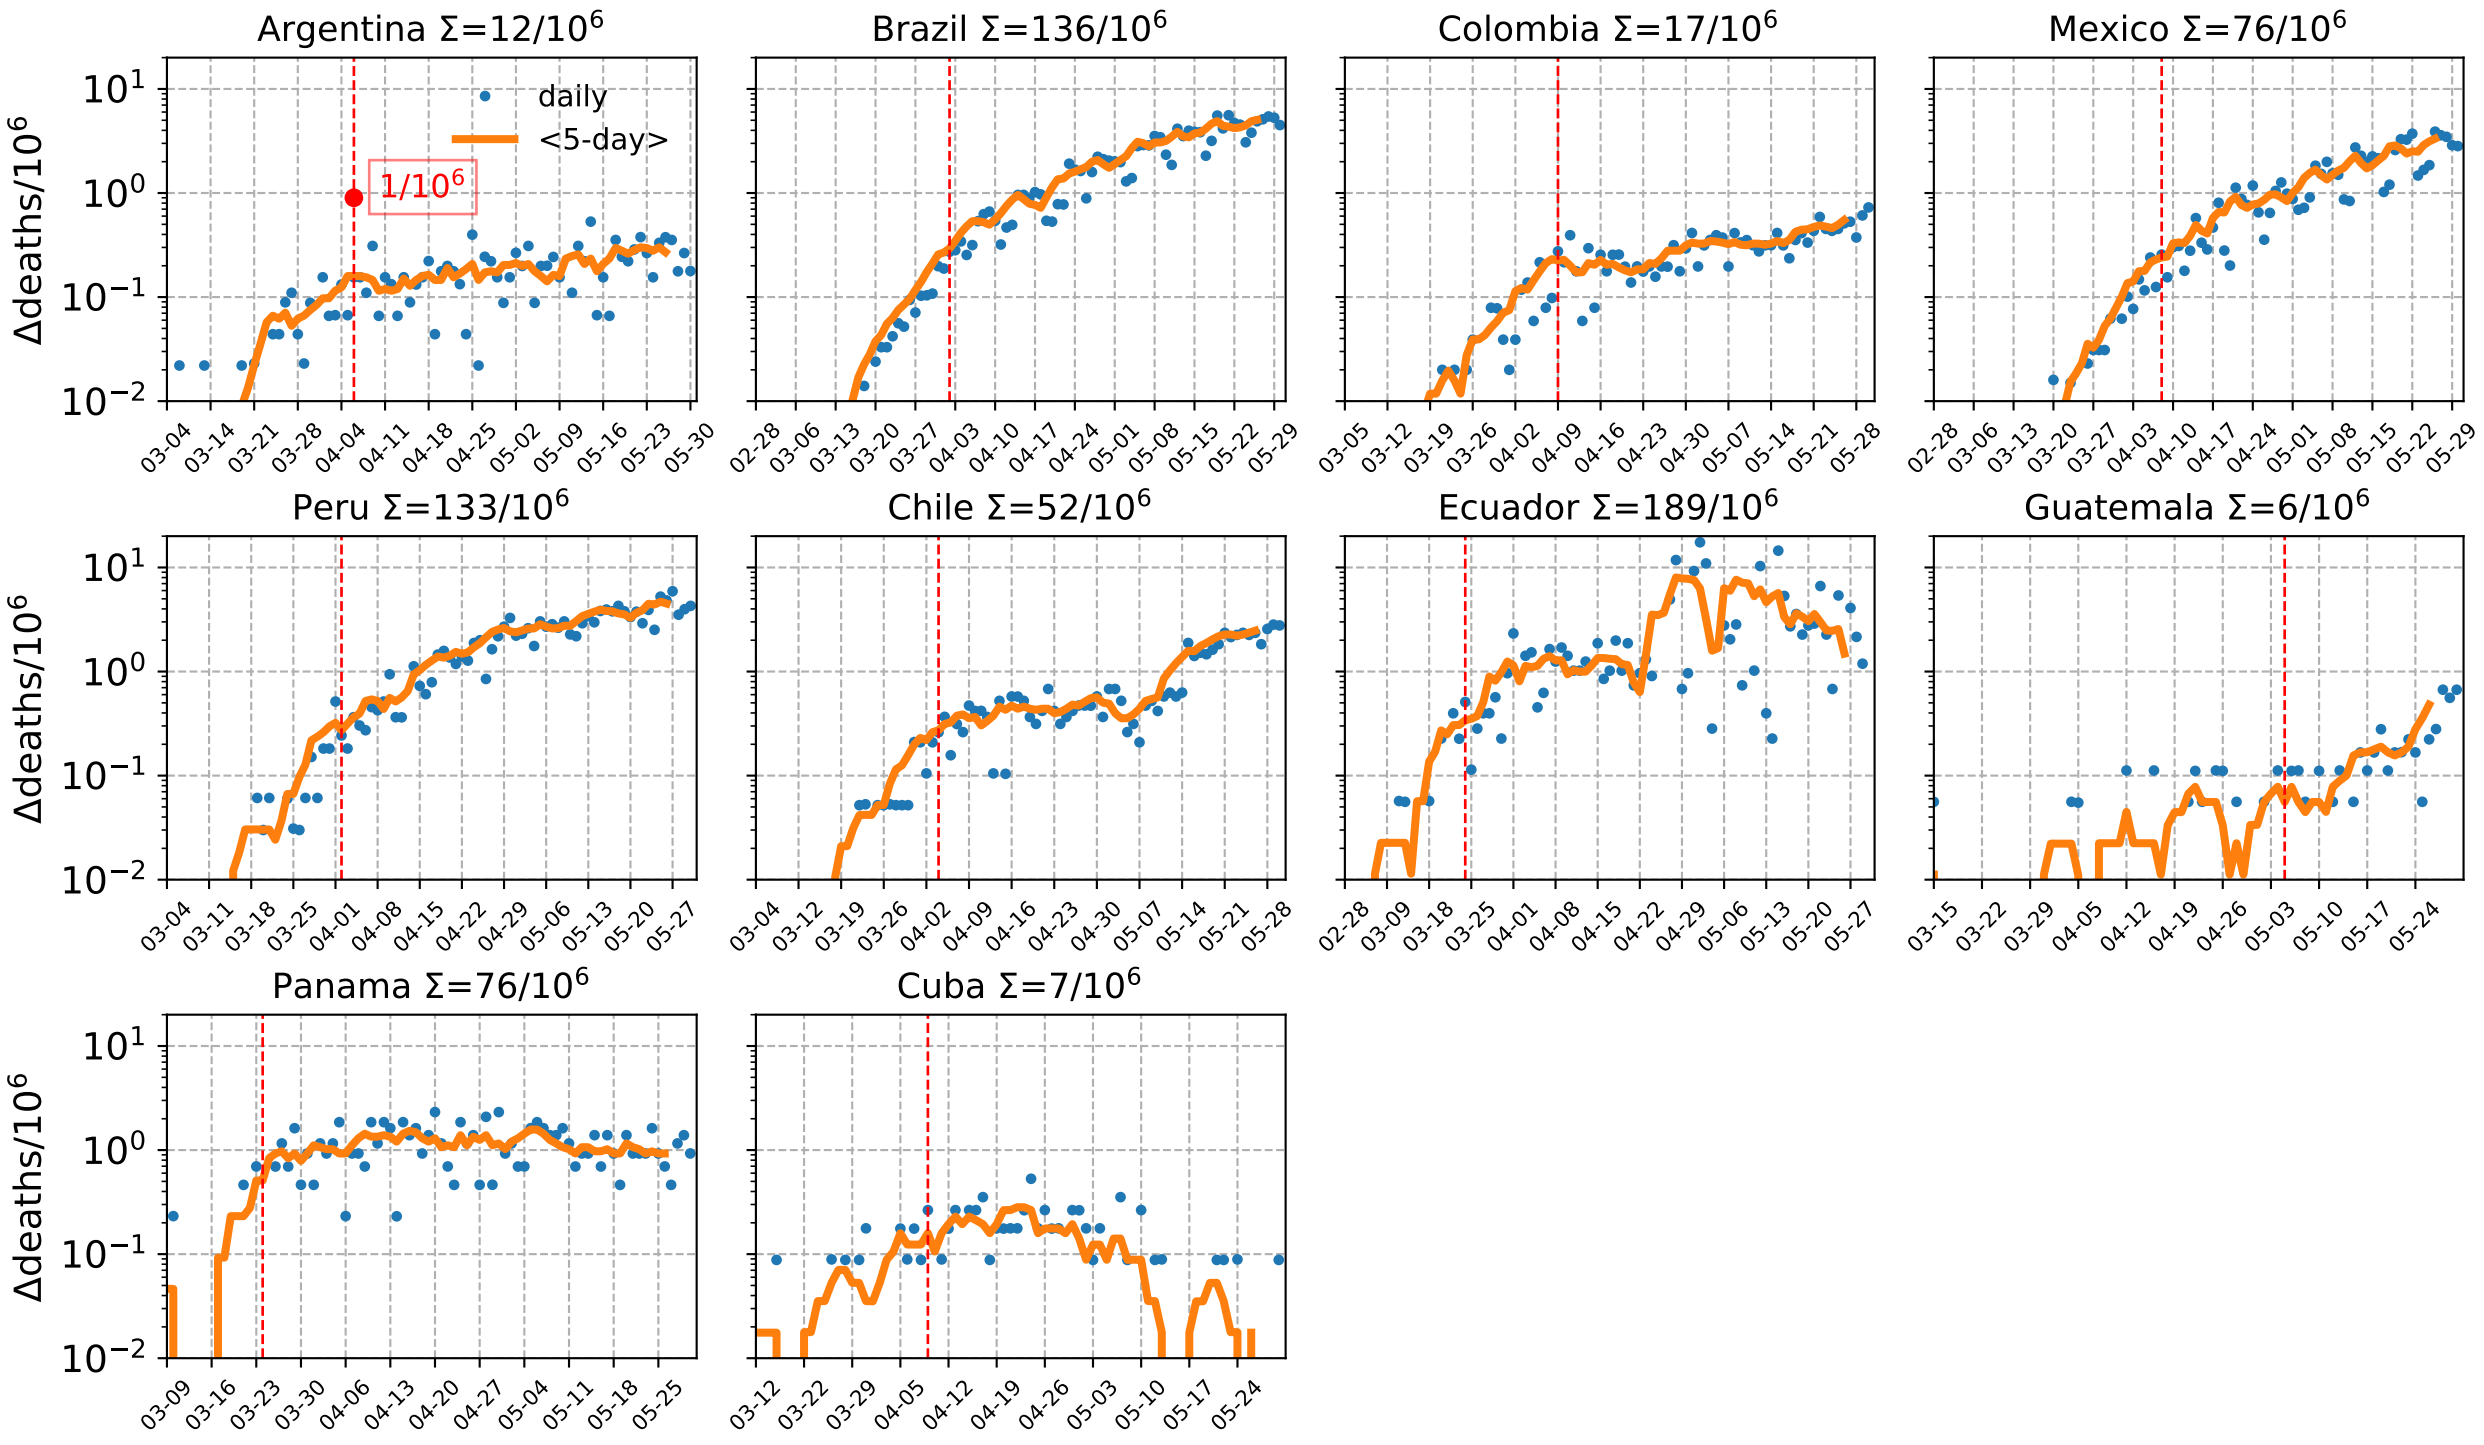 Argentina Σ=12/10⁶
Brazil Σ=136/10⁶
Colombia Σ=17/10⁶
Mexico Σ=76/10⁶
Δdeaths/10⁶
10¹
10⁰
10⁻¹
10⁻²
daily
<5-day>
1/10⁶
03-04 03-14 03-21 03-28 04-04 04-11 04-18 04-25 05-02 05-09 05-16 05-23 05-30
02-28 03-06 03-13 03-20 03-27 04-03 04-10 04-17 04-24 05-01 05-08 05-15 05-22 05-29
03-05 03-12 03-19 03-26 04-02 04-09 04-16 04-23 04-30 05-07 05-14 05-21 05-28
02-28 03-06 03-13 03-20 03-27 04-03 04-10 04-17 04-24 05-01 05-08 05-15 05-22 05-29
Peru Σ=133/10⁶
Chile Σ=52/10⁶
Ecuador Σ=189/10⁶
Guatemala Σ=6/10⁶
Δdeaths/10⁶
10¹
10⁰
10⁻¹
10⁻²
03-04 03-11 03-18 03-25 04-01 04-08 04-15 04-22 04-29 05-06 05-13 05-20 05-27
03-04 03-12 03-19 03-26 04-02 04-09 04-16 04-23 04-30 05-07 05-14 05-21 05-28
02-28 03-09 03-18 03-25 04-01 04-08 04-15 04-22 04-29 05-06 05-13 05-20 05-27
03-15 03-22 03-29 04-05 04-12 04-19 04-26 05-03 05-10 05-17 05-24
Panama Σ=76/10⁶
Cuba Σ=7/10⁶
Δdeaths/10⁶
10¹
10⁰
10⁻¹
10⁻²
03-09 03-16 03-23 03-30 04-06 04-13 04-20 04-27 05-04 05-11 05-18 05-25
03-12 03-22 03-29 04-05 04-12 04-19 04-26 05-03 05-10 05-17 05-24